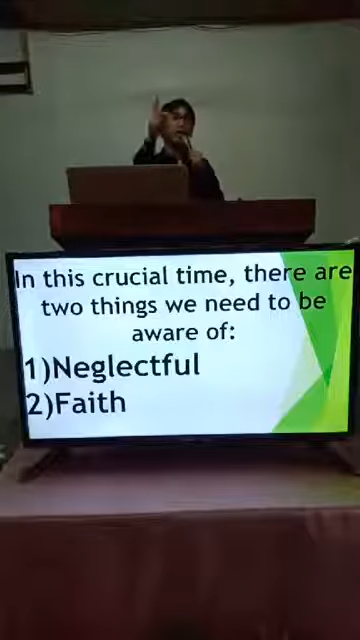 In this crucial time, there are
two things we need to be
aware of:
1)Neglectful
2)Faith